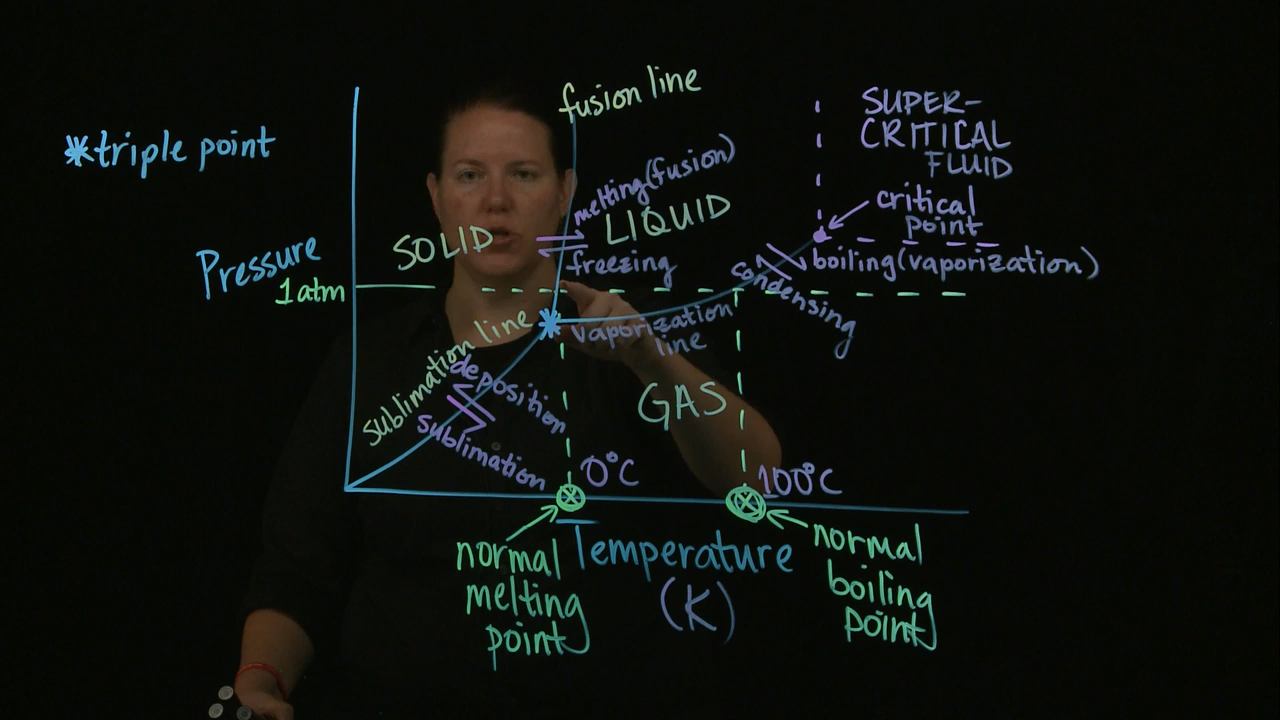 fusion line
SUPER-
CRITICAL
FLUID
*triple point
melting(fusion)
critical
point
SOLID
LIQUID
Pressure
freezing
boiling(vaporization)
condensing
1atm
sublimation line
vaporization
line
deposition
sublimation
GAS
0°C
100°C
normal
melting
point
Temperature
(K)
normal
boiling
point